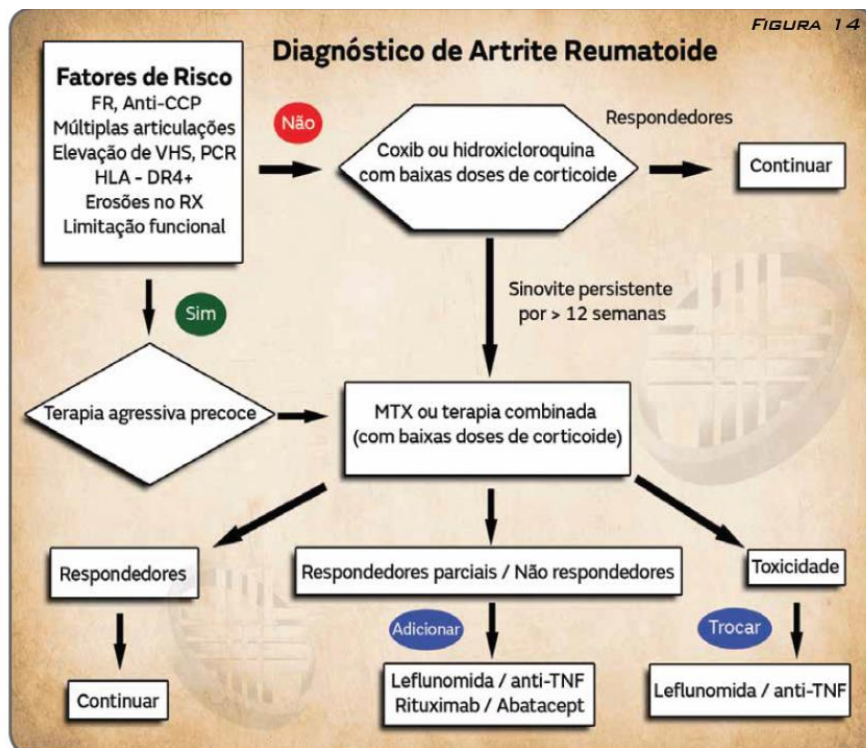 FIGURA 14
Diagnóstico de Artrite Reumatoide
Fatores de Risco
FR, Anti-CCP
Múltiplas articulações
Elevação de VHS, PCR
HLA - DR4+
Erosões no RX
Limitação funcional
Não
Coxib ou hidroxicloroquina
com baixas doses de corticoide
Respondedores
Continuar
Sim
Sinovite persistente
por > 12 semanas
Terapia agressiva precoce
MTX ou terapia combinada
(com baixas doses de corticoide)
Respondedores
Respondedores parciais / Não respondedores
Toxicidade
Adicionar
Trocar
Continuar
Leflunomida / anti-TNF
Rituximab / Abatacept
Leflunomida / anti-TNF